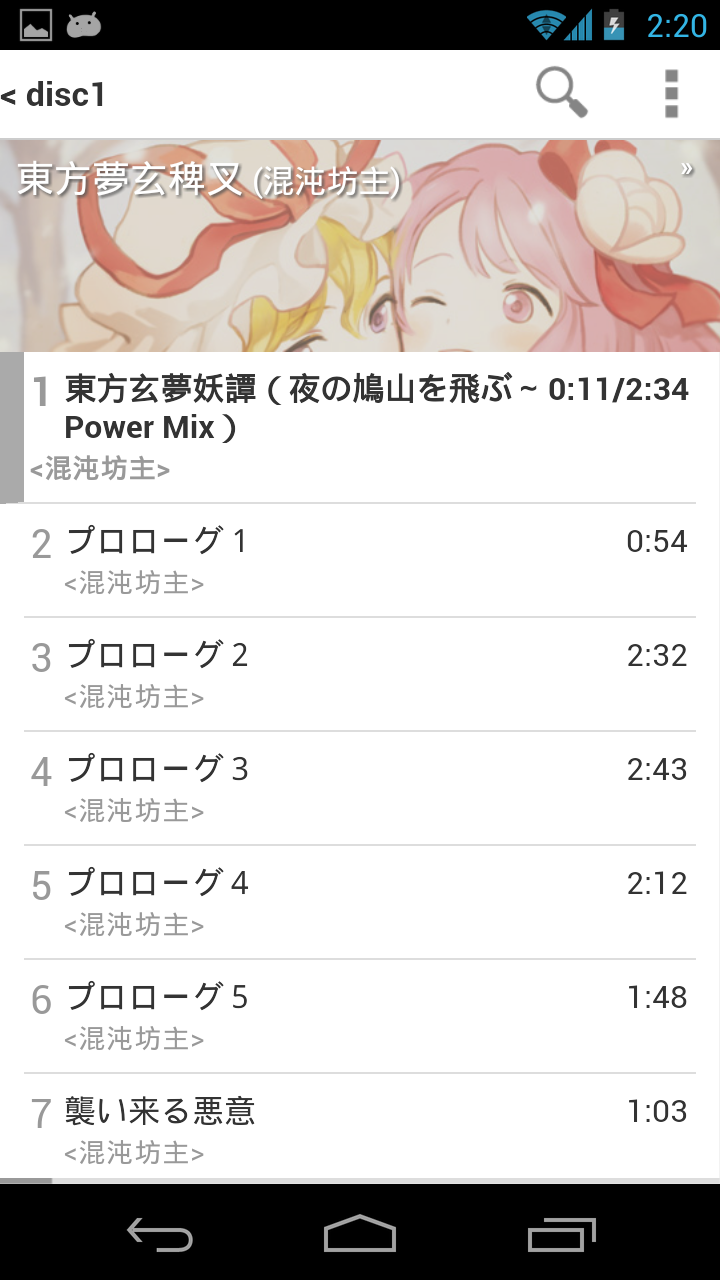 2:20
< disc1
東方夢玄稗叉 (混沌坊主)
»
1 東方玄夢妖譚（夜の鳩山を飛ぶ ~ 0:11/2:34
Power Mix）
<混沌坊主>
2 プロローグ 1 0:54
<混沌坊主>
3 プロローグ 2 2:32
<混沌坊主>
4 プロローグ 3 2:43
<混沌坊主>
5 プロローグ 4 2:12
<混沌坊主>
6 プロローグ 5 1:48
<混沌坊主>
7 襲い来る悪意 1:03
<混沌坊主>